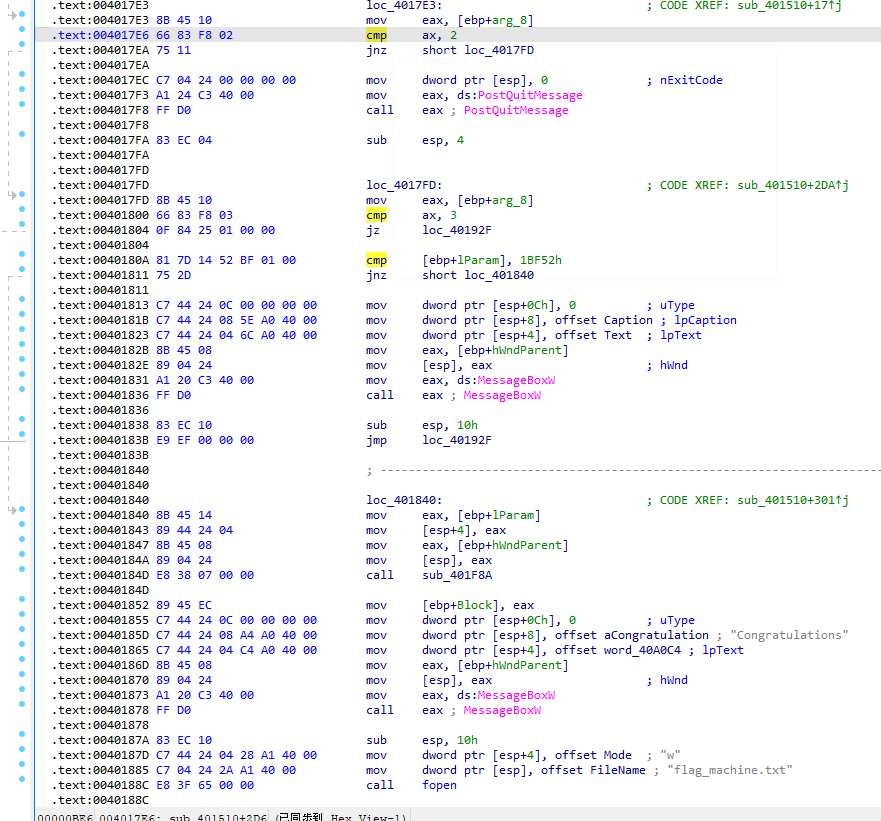 .text:004017E3 loc_4017E3: ; CODE XREF: sub_401510+17↑j
.text:004017E3 8B 45 10 mov eax, [ebp+arg_8]
.text:004017E6 66 83 F8 02 cmp ax, 2
.text:004017EA 75 11 jnz short loc_4017FD
.text:004017EA
.text:004017EC C7 04 24 00 00 00 00 mov dword ptr [esp], 0 ; nExitCode
.text:004017F3 A1 24 C3 40 00 mov eax, ds:PostQuitMessage
.text:004017F8 FF D0 call eax ; PostQuitMessage
.text:004017F8
.text:004017FA 83 EC 04 sub esp, 4
.text:004017FA
.text:004017FD
.text:004017FD loc_4017FD: ; CODE XREF: sub_401510+2DA↑j
.text:004017FD 8B 45 10 mov eax, [ebp+arg_8]
.text:00401800 66 83 F8 03 cmp ax, 3
.text:00401804 0F 84 25 01 00 00 jz loc_40192F
.text:00401804
.text:0040180A 81 7D 14 52 BF 01 00 cmp [ebp+lParam], 1BF52h
.text:00401811 75 2D jnz short loc_401840
.text:00401811
.text:00401813 C7 44 24 0C 00 00 00 00 mov dword ptr [esp+0Ch], 0 ; uType
.text:0040181B C7 44 24 08 5E A0 40 00 mov dword ptr [esp+8], offset Caption ; lpCaption
.text:00401823 C7 44 24 04 6C A0 40 00 mov dword ptr [esp+4], offset Text ; lpText
.text:0040182B 8B 45 08 mov eax, [ebp+hWndParent]
.text:0040182E 89 04 24 mov [esp], eax ; hWnd
.text:00401831 A1 20 C3 40 00 mov eax, ds:MessageBoxW
.text:00401836 FF D0 call eax ; MessageBoxW
.text:00401836
.text:00401838 83 EC 10 sub esp, 10h
.text:0040183B E9 EF 00 00 00 jmp loc_40192F
.text:0040183B
.text:00401840 ; ---------------------------------------------------------------------------
.text:00401840
.text:00401840 loc_401840: ; CODE XREF: sub_401510+301↑j
.text:00401840 8B 45 14 mov eax, [ebp+lParam]
.text:00401843 89 44 24 04 mov [esp+4], eax
.text:00401847 8B 45 08 mov eax, [ebp+hWndParent]
.text:0040184A 89 04 24 mov [esp], eax
.text:0040184D E8 38 07 00 00 call sub_401F8A
.text:0040184D
.text:00401852 89 45 EC mov [ebp+Block], eax
.text:00401855 C7 44 24 0C 00 00 00 00 mov dword ptr [esp+0Ch], 0 ; uType
.text:0040185D C7 44 24 08 A4 A0 40 00 mov dword ptr [esp+8], offset aCongratulation ; "Congratulations"
.text:00401865 C7 44 24 04 C4 A0 40 00 mov dword ptr [esp+4], offset word_40A0C4 ; lpText
.text:0040186D 8B 45 08 mov eax, [ebp+hWndParent]
.text:00401870 89 04 24 mov [esp], eax ; hWnd
.text:00401873 A1 20 C3 40 00 mov eax, ds:MessageBoxW
.text:00401878 FF D0 call eax ; MessageBoxW
.text:00401878
.text:0040187A 83 EC 10 sub esp, 10h
.text:0040187D C7 44 24 04 28 A1 40 00 mov dword ptr [esp+4], offset Mode ; "w"
.text:00401885 C7 04 24 2A A1 40 00 mov dword ptr [esp], offset FileName ; "flag_machine.txt"
.text:0040188C E8 3F 65 00 00 call fopen
.text:0040188C
00000BE6 004017E6: sub_401510+2D6 (已同步到 Hex View-1)